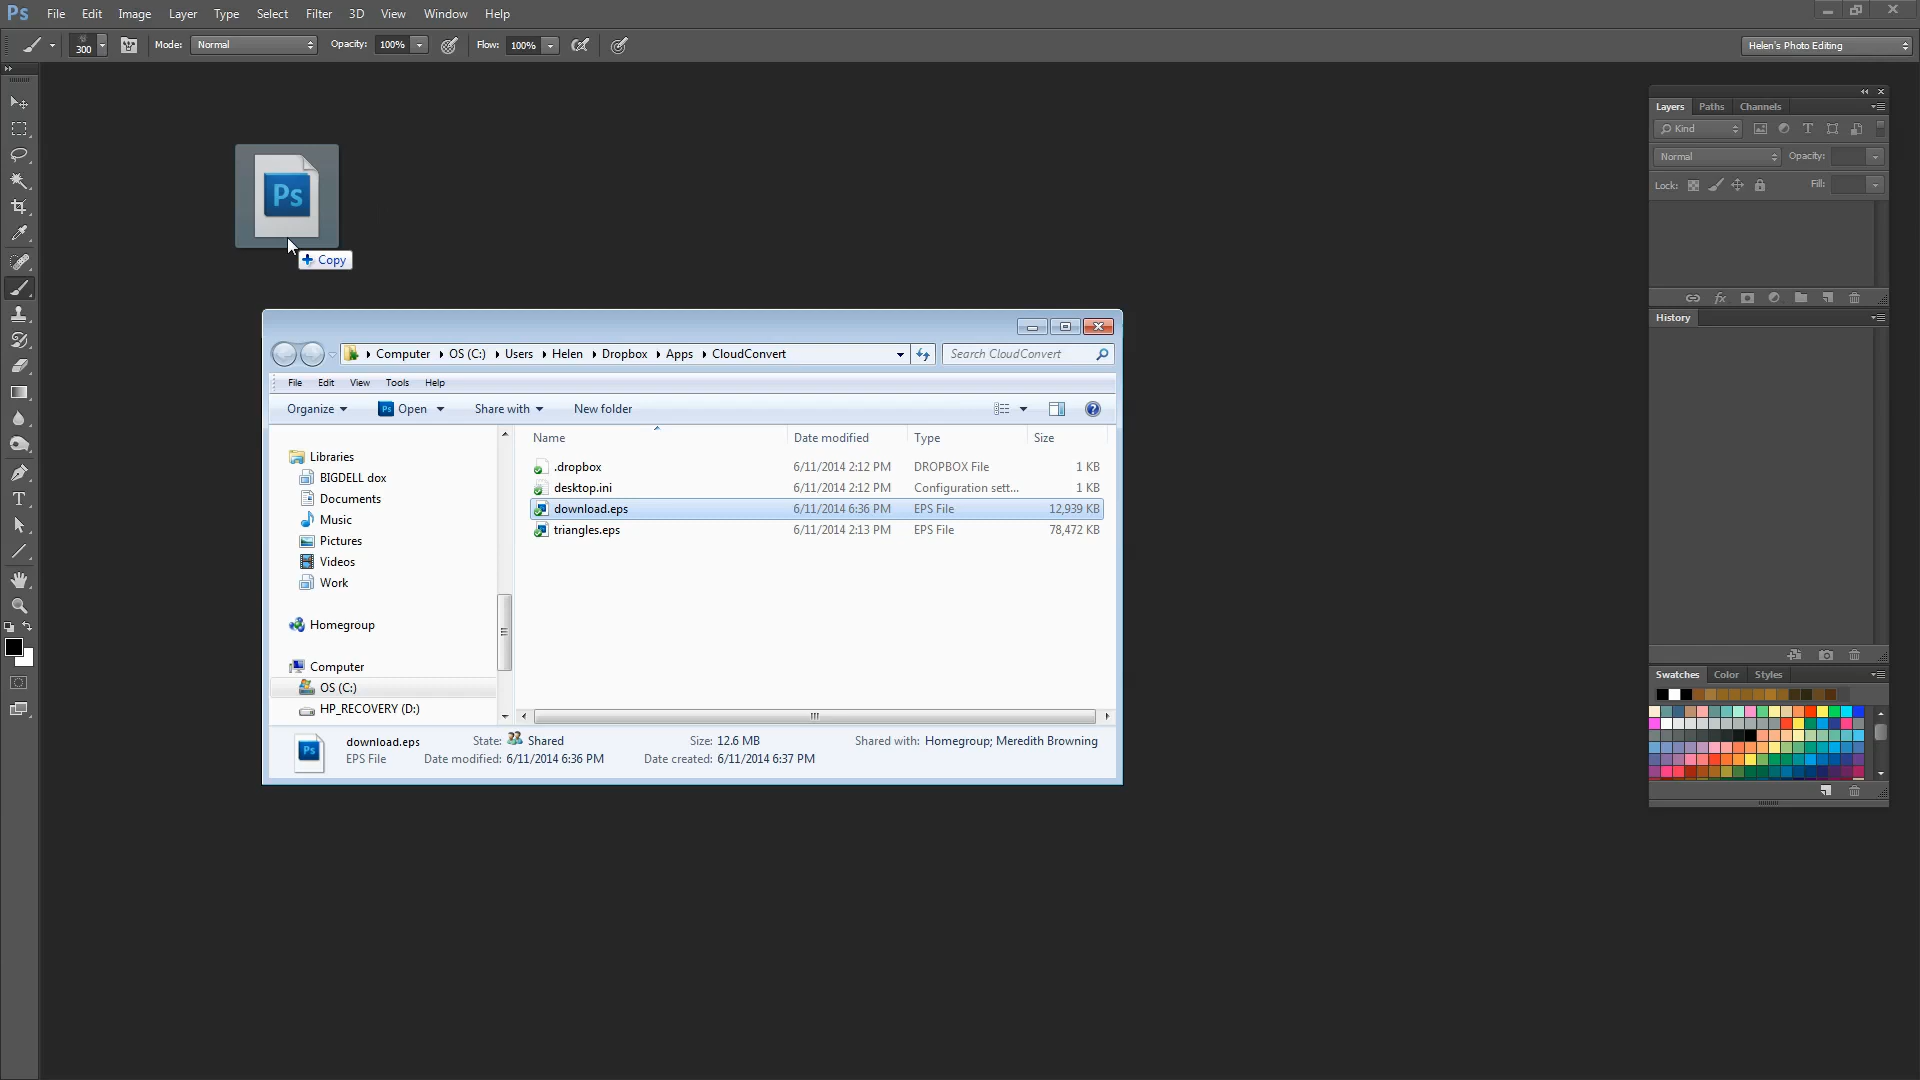 Ps File Edit Image Layer Type Select Filter 3D View Window Help
300 Mode: Normal Opacity: 100% Flow: 100% Helen's Photo Editing
Layers Paths Channels
Kind
Normal Opacity:
Lock: Fill:
Ps
Copy
fx
History
Computer OS (C:) Users Helen Dropbox Apps CloudConvert Search CloudConvert
File Edit View Tools Help
Organize Ps Open Share with New folder
Name Date modified Type Size
Libraries
BIGDELL dox
Documents
Music
Pictures
Videos
Work
Homegroup
Computer
OS (C:)
HP_RECOVERY (D:)
.dropbox 6/11/2014 2:12 PM DROPBOX File 1 KB
desktop.ini 6/11/2014 2:12 PM Configuration sett... 1 KB
download.eps 6/11/2014 6:36 PM EPS File 12,939 KB
triangles.eps 6/11/2014 2:13 PM EPS File 78,472 KB
Swatches Color Styles
Ps
download.eps State: Shared Size: 12.6 MB Shared with: Homegroup; Meredith Browning
EPS File Date modified: 6/11/2014 6:36 PM Date created: 6/11/2014 6:37 PM